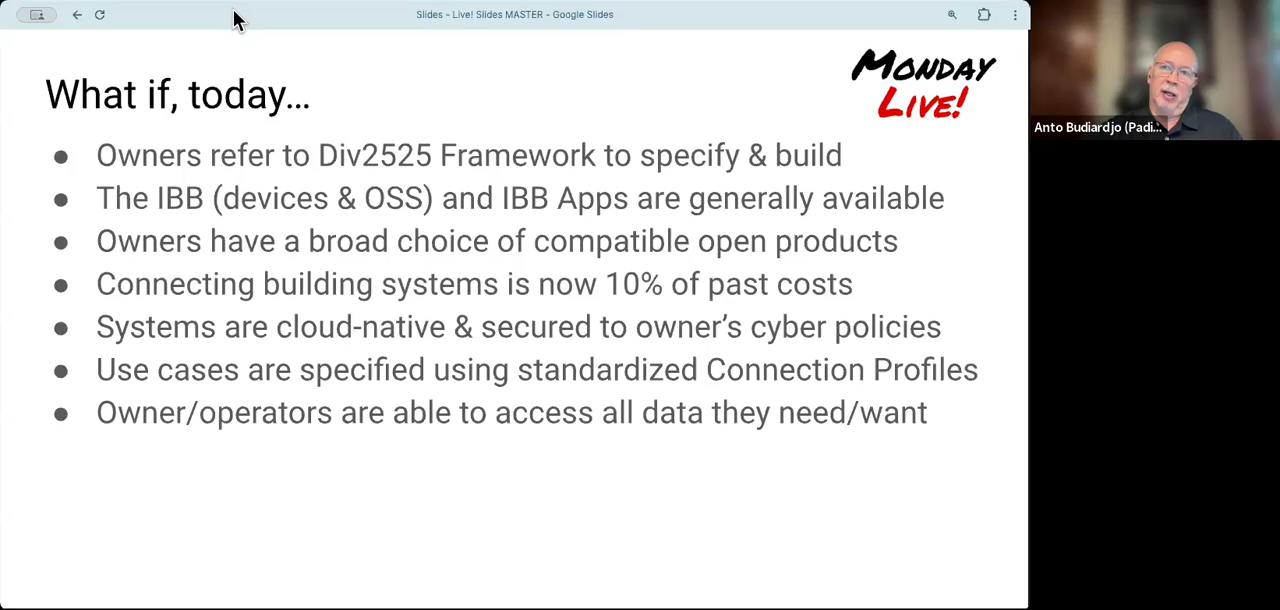 Slides - Live! Slides MASTER - Google Slides
What if, today…
MONDAY
LIVE!
● Owners refer to Div2525 Framework to specify & build
● The IBB (devices & OSS) and IBB Apps are generally available
● Owners have a broad choice of compatible open products
● Connecting building systems is now 10% of past costs
● Systems are cloud-native & secured to owner’s cyber policies
● Use cases are specified using standardized Connection Profiles
● Owner/operators are able to access all data they need/want
Anto Budiardjo (Padi...